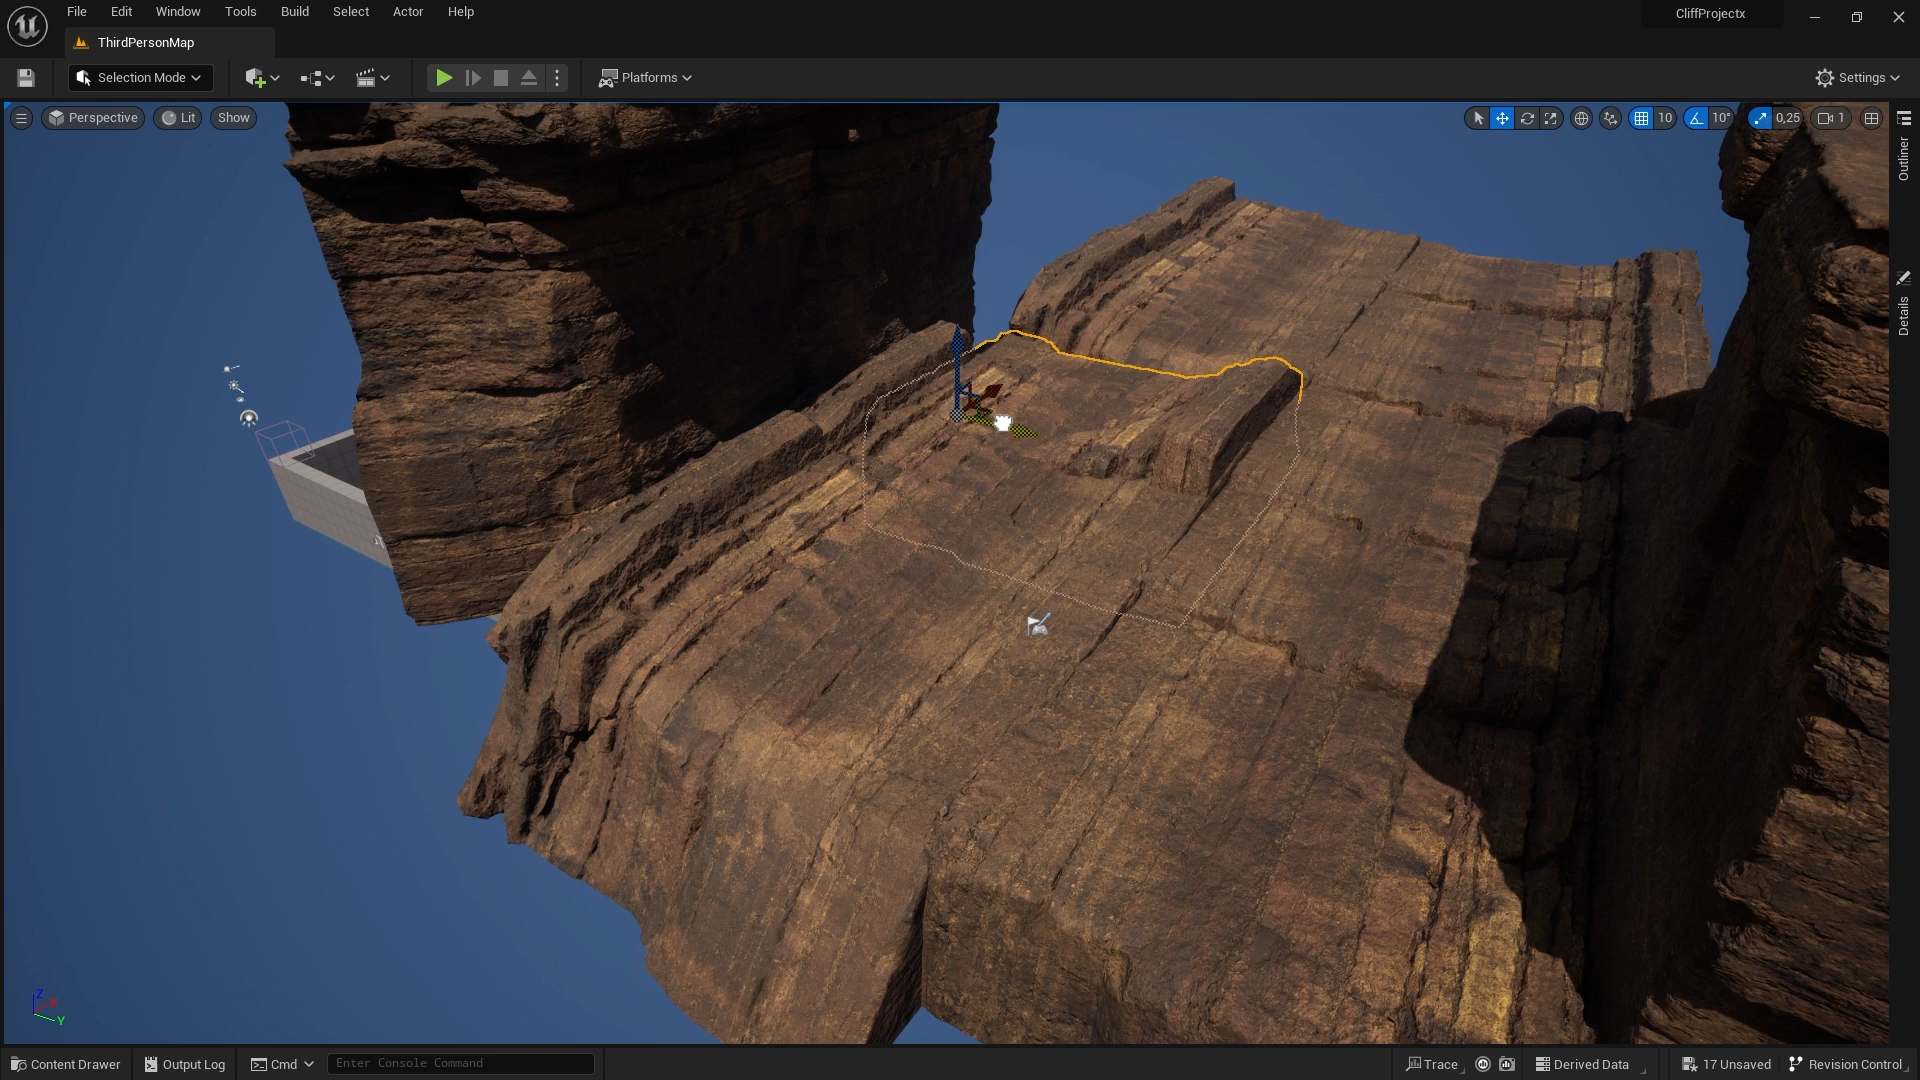 File Edit Window Tools Build Select Actor Help
CliffProjectx
ThirdPersonMap
Selection Mode
Platforms
Settings
Perspective Lit Show
10 10° 0,25 1
Outliner
Details
Z X
Y
Content Drawer Output Log Cmd Enter Console Command Trace Derived Data 17 Unsaved Revision Control